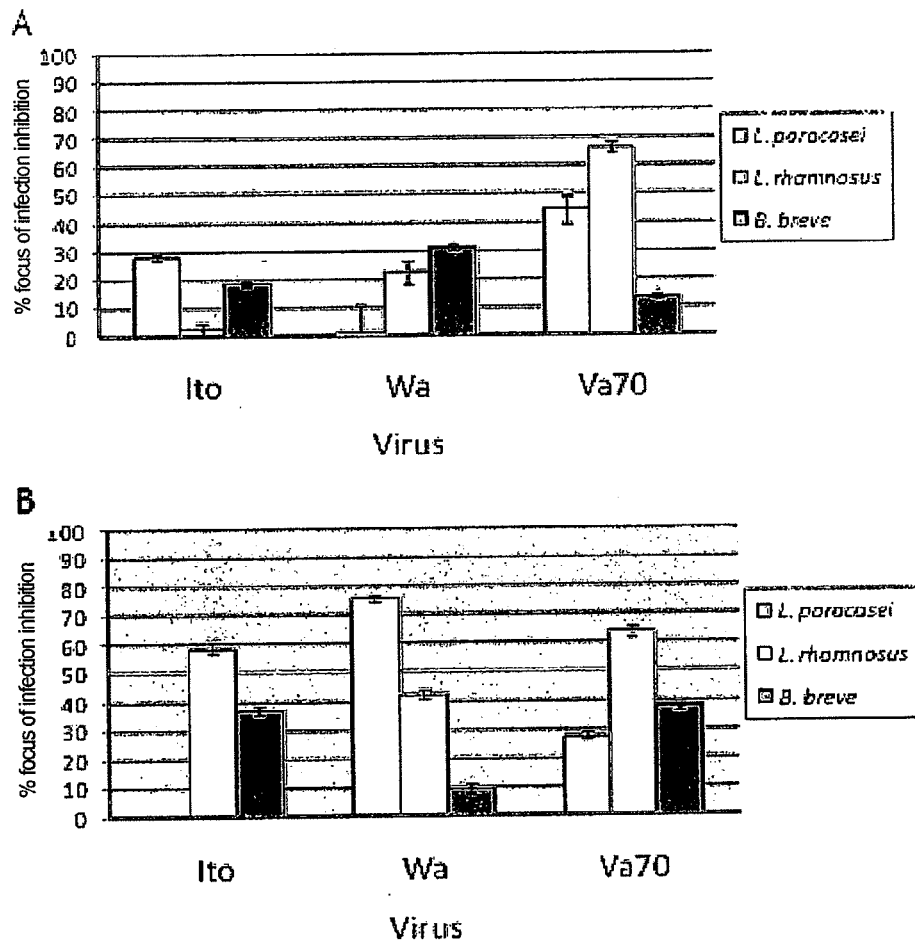 A
% focus of infection inhibition
100
90
80
70
60
50
40
30
20
10
0
Ito
Wa
Va70
Virus
L. paracasei
L. rhamnosus
B. breve
B
% focus of infection inhibition
100
90
80
70
60
50
40
30
20
10
0
Ito
Wa
Va70
Virus
L. paracasei
L. rhamnosus
B. breve